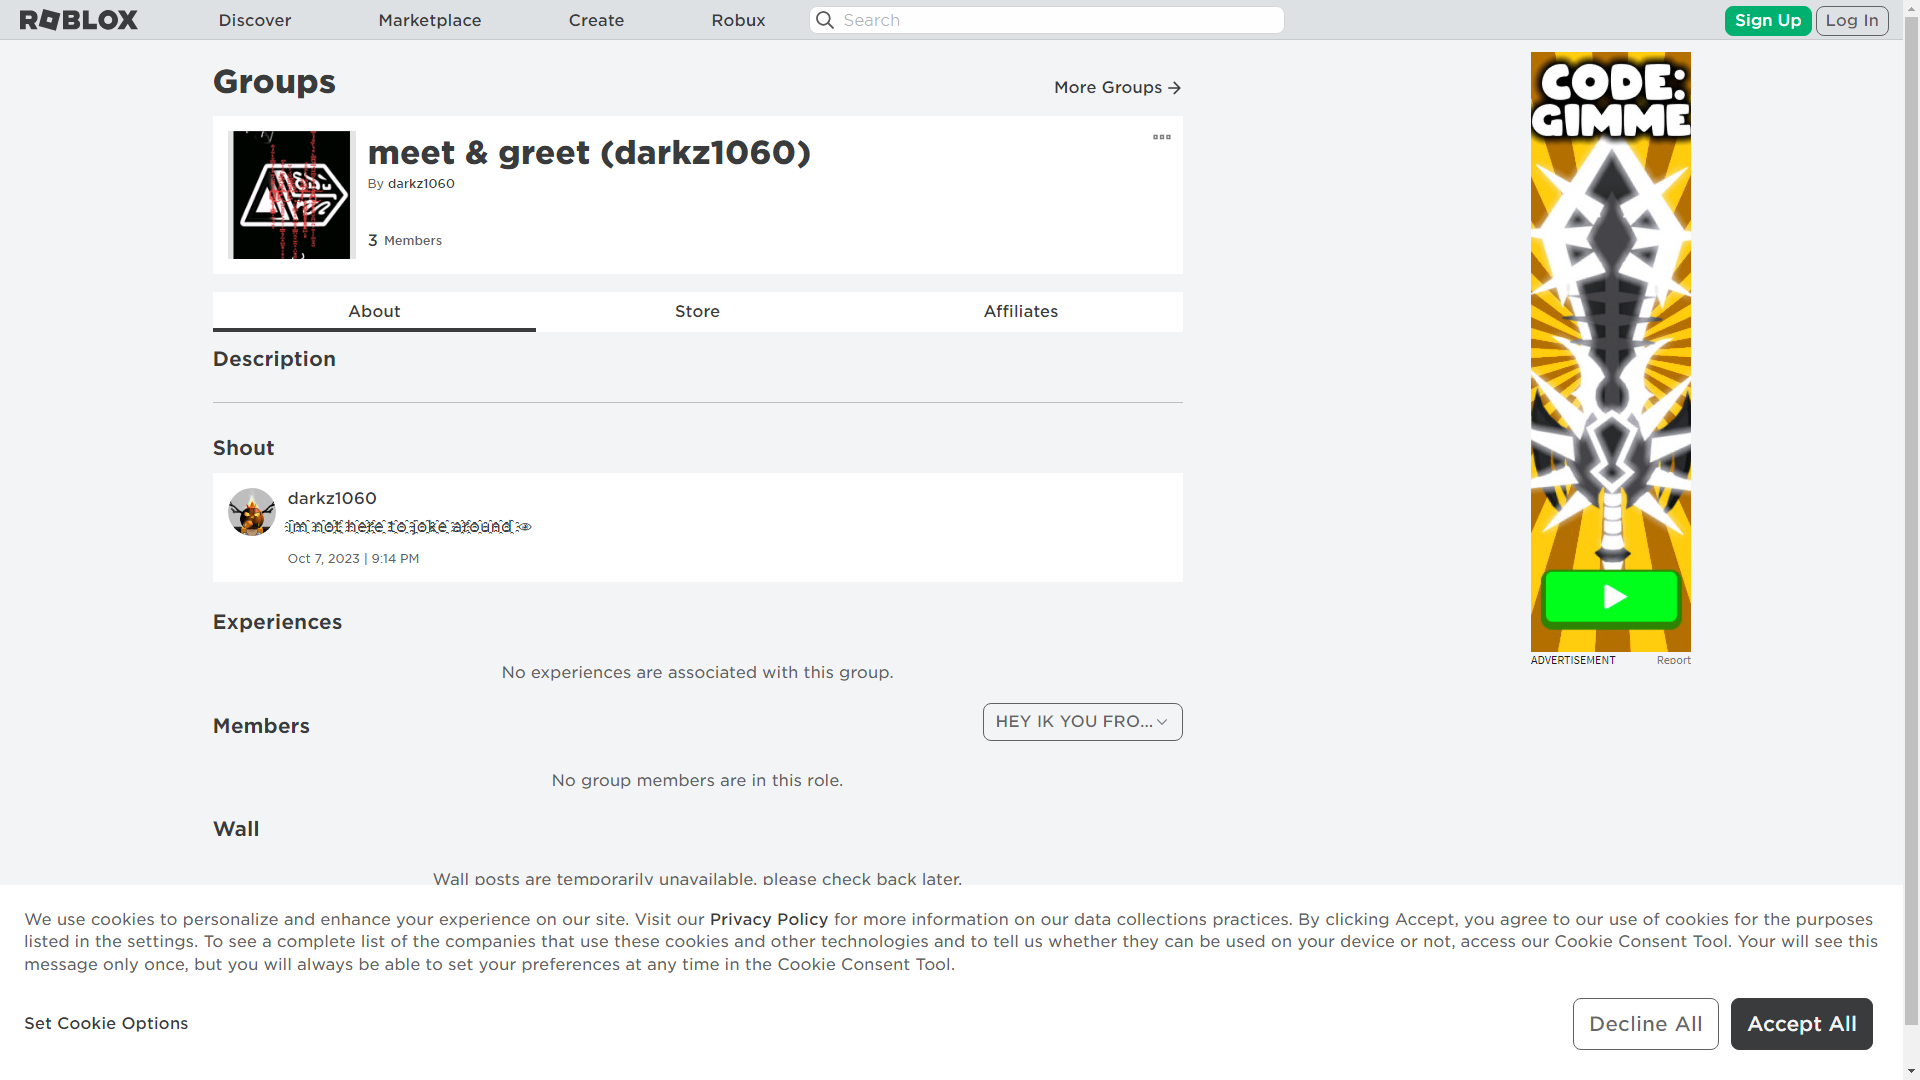 ROBLOX
Discover
Marketplace
Create
Robux
Search
Sign Up
Log In
Groups
More Groups
meet & greet (darkz1060)
By darkz1060
3 Members
About
Store
Affiliates
Description
Shout
darkz1060
im not here to joke around
Oct 7, 2023 | 9:14 PM
Experiences
No experiences are associated with this group.
Members
HEY IK YOU FRO...
No group members are in this role.
Wall
Wall posts are temporarily unavailable, please check back later.
CODE:
GIMME
ADVERTISEMENT
Report
We use cookies to personalize and enhance your experience on our site. Visit our Privacy Policy for more information on our data collections practices. By clicking Accept, you agree to our use of cookies for the purposes
listed in the settings. To see a complete list of the companies that use these cookies and other technologies and to tell us whether they can be used on your device or not, access our Cookie Consent Tool. Your will see this
message only once, but you will always be able to set your preferences at any time in the Cookie Consent Tool.
Set Cookie Options
Decline All
Accept All